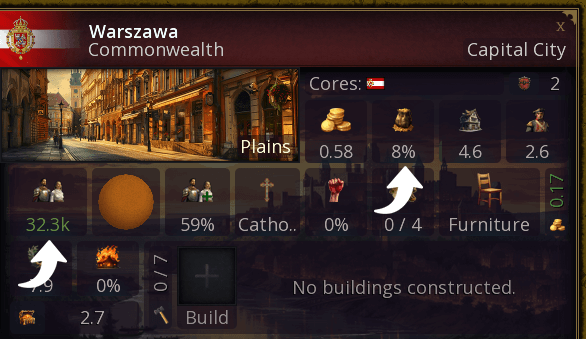 Warszawa
x
Commonwealth
Capital City
Cores:
2
Plains
0.58
8%
4.6
2.6
32.3k
59%
Catho..
0%
0 / 4
Furniture
0.17
0%
0 / 7
No buildings constructed.
2.7
Build